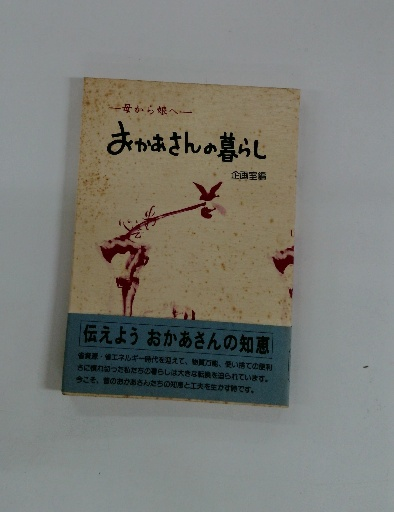 ―母から娘へ―
おかあさんの暮らし
企画室編
伝えよう おかあさんの知恵
省資源・省エネルギー時代を迎えて、物質万能、使い捨ての便利
さに慣れ切った私たちの暮らしは大きな転換を迫られています。
今こそ、昔のおかあさんたちの知恵と工夫を生かす時です。